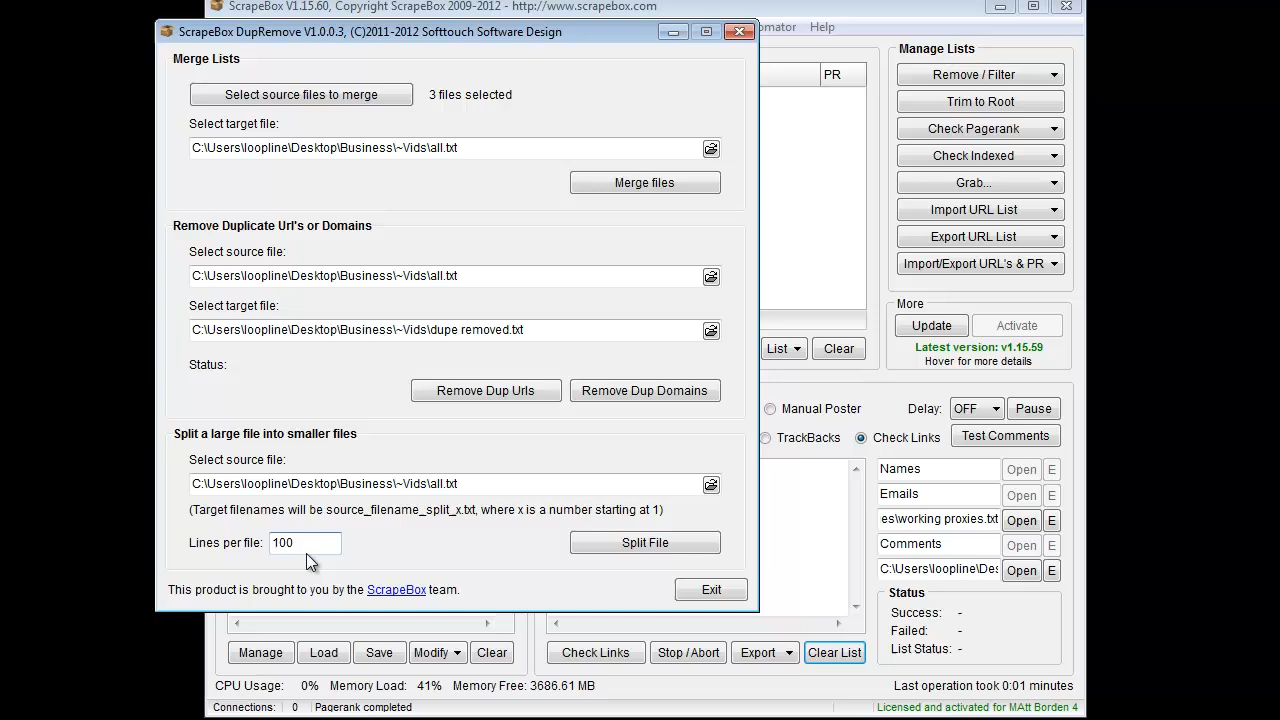 ScrapeBox V1.15.60, Copyright ScrapeBox 2009-2012 - http://www.scrapebox.com
ScrapeBox DupRemove V1.0.0.3, (C)2011-2012 Softtouch Software Design
Help
Merge Lists
Select source files to merge
3 files selected
Select target file:
C:\Users\loopline\Desktop\Business\~Vids\all.txt
Merge files
Remove Duplicate Url's or Domains
Select source file:
C:\Users\loopline\Desktop\Business\~Vids\all.txt
Select target file:
C:\Users\loopline\Desktop\Business\~Vids\dupe removed.txt
Status:
Remove Dup Urls
Remove Dup Domains
Split a large file into smaller files
Select source file:
C:\Users\loopline\Desktop\Business\~Vids\all.txt
(Target filenames will be source_filename_split_x.txt, where x is a number starting at 1)
Lines per file: 100
Split File
This product is brought to you by the ScrapeBox team.
Exit
PR
List
Clear
Manage Lists
Remove / Filter
Trim to Root
Check Pagerank
Check Indexed
Grab...
Import URL List
Export URL List
Import/Export URL's & PR
More
Update
Activate
Latest version: v1.15.59
Hover for more details
Manual Poster
Delay: OFF
Pause
TrackBacks
Check Links
Test Comments
Names Open E
Emails Open E
es\working proxies.txt Open E
Comments Open E
C:\Users\loopline\Des Open E
Status
Success: -
Failed: -
List Status: -
Manage
Load
Save
Modify
Clear
Check Links
Stop / Abort
Export
Clear List
CPU Usage: 0% Memory Load: 41% Memory Free: 3686.61 MB
Last operation took 0:01 minutes
Connections: 0 Pagerank completed
Licensed and activated for MAtt Borden 4